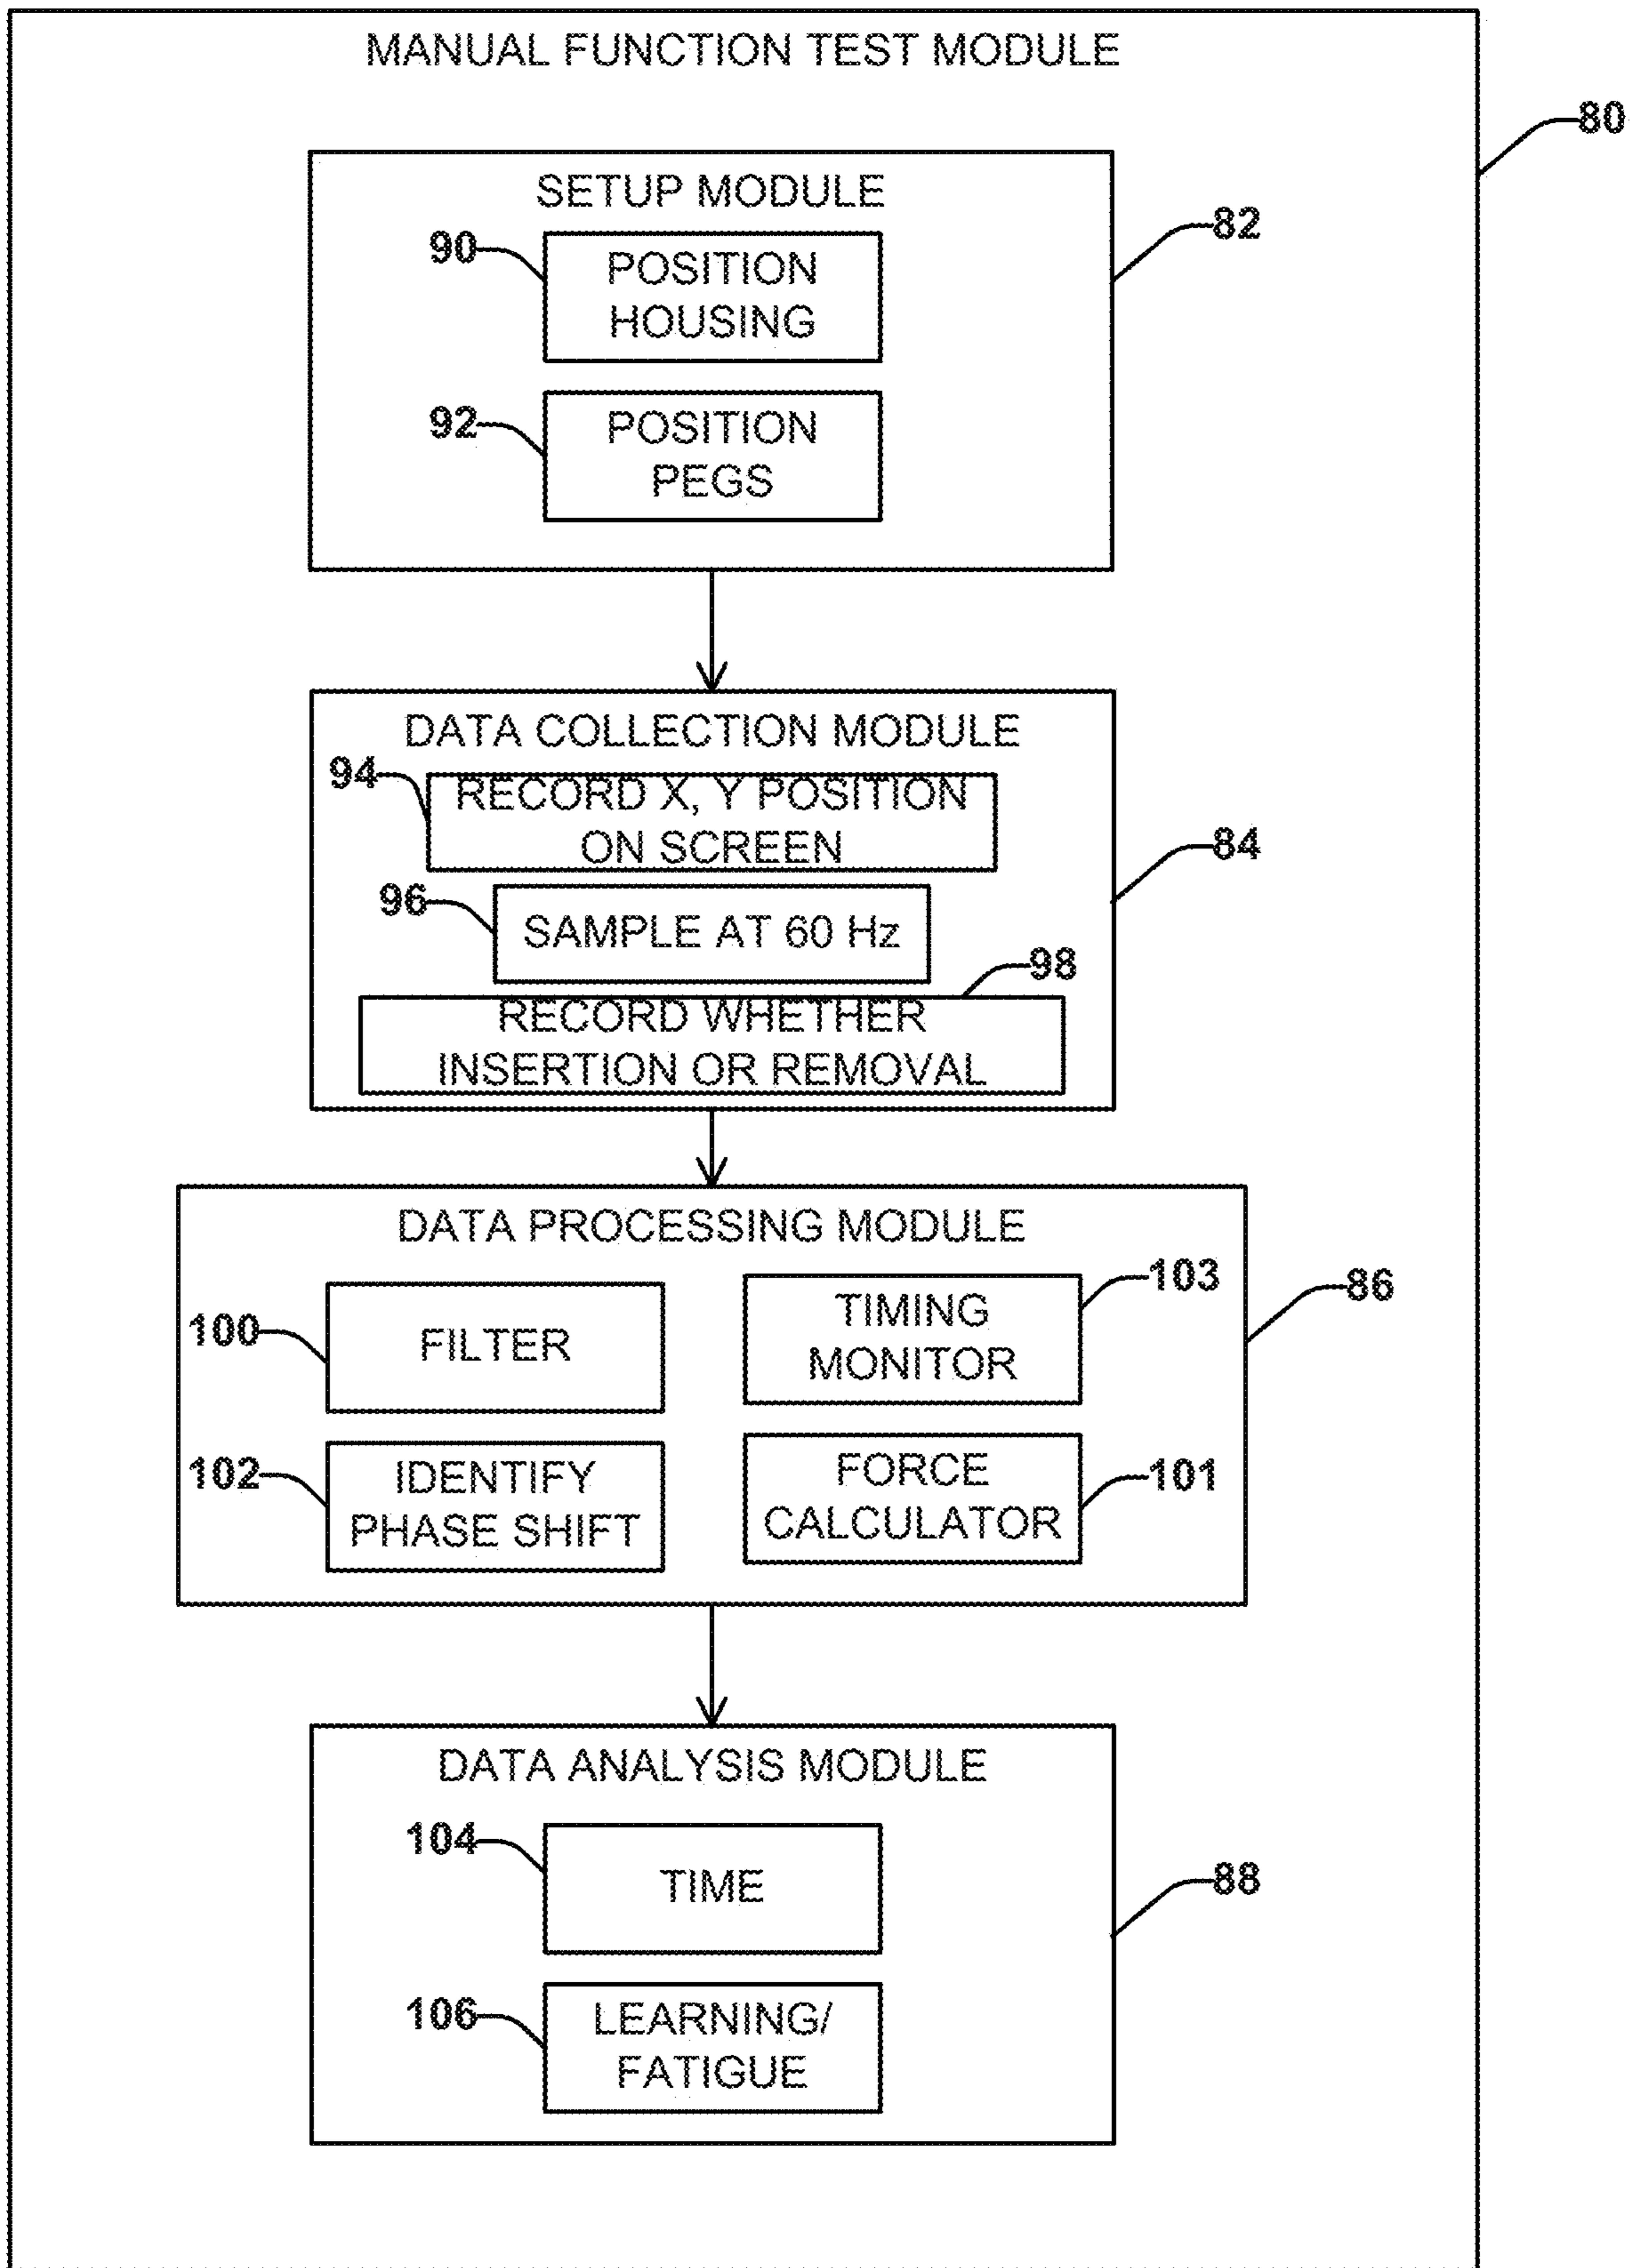 MANUAL FUNCTION TEST MODULE
80
SETUP MODULE
82
90
POSITION
HOUSING
92
POSITION
PEGS
DATA COLLECTION MODULE
94
RECORD X, Y POSITION
ON SCREEN
84
96
SAMPLE AT 60 Hz
98
RECORD WHETHER
INSERTION OR REMOVAL
DATA PROCESSING MODULE
86
100
FILTER
103
TIMING
MONITOR
102
IDENTIFY
PHASE SHIFT
FORCE
CALCULATOR
101
DATA ANALYSIS MODULE
104
TIME
88
106
LEARNING/
FATIGUE